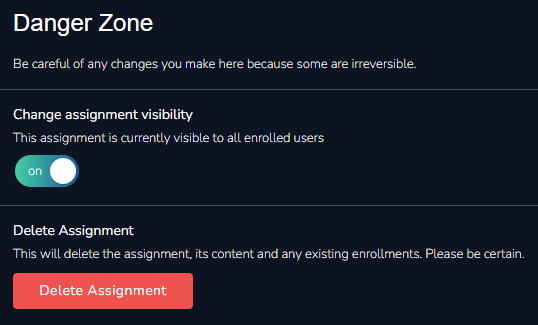 Danger Zone
Be careful of any changes you make here because some are irreversible.
Change assignment visibility
This assignment is currently visible to all enrolled users
on
Delete Assignment
This will delete the assignment, its content and any existing enrollments. Please be certain.
Delete Assignment